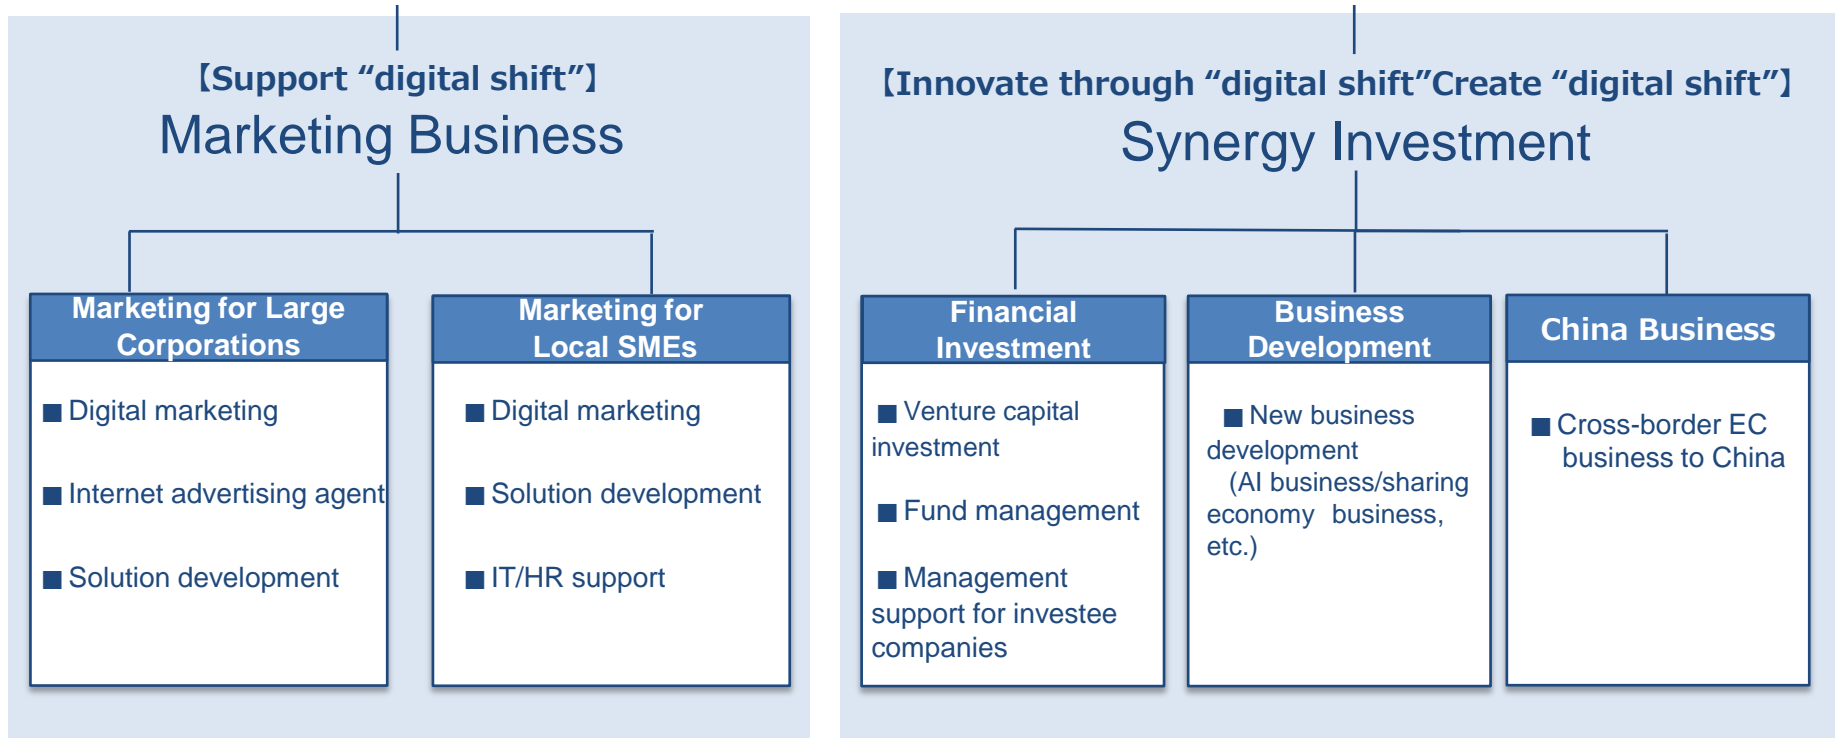 【Support “digital shift”】
Marketing Business
Marketing for Large
Corporations
■ Digital marketing
■ Internet advertising agent
■ Solution development
Marketing for
Local SMEs
■ Digital marketing
■ Solution development
■ IT/HR support
【Innovate through “digital shift”Create “digital shift”】
Synergy Investment
Financial
Investment
■ Venture capital
investment
■ Fund management
■ Management
support for investee
companies
Business
Development
■ New business
development
(AI business/sharing
economy business,
etc.)
China Business
■ Cross-border EC
business to China